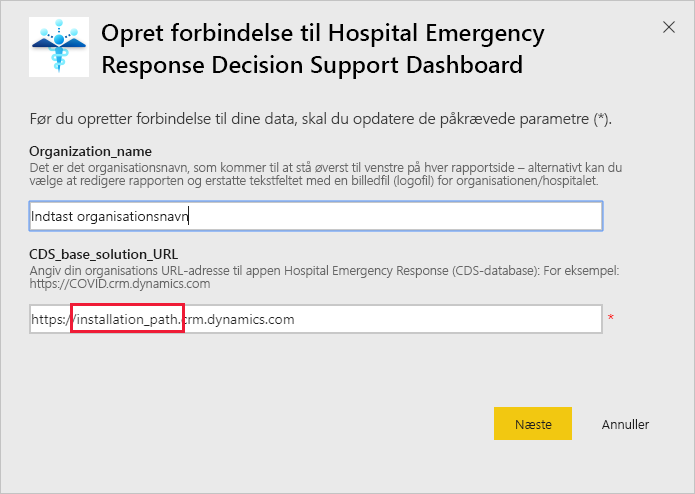 Opret forbindelse til Hospital Emergency
Response Decision Support Dashboard
Før du opretter forbindelse til dine data, skal du opdatere de påkrævede parametre (*).
Organization_name
Det er det organisationsnavn, som kommer til at stå øverst til venstre på hver rapportside – alternativt kan du
vælge at redigere rapporten og erstatte tekstfeltet med en billedfil (logofil) for organisationen/hospitalet.
Indtast organisationsnavn
CDS_base_solution_URL
Angiv din organisations URL-adresse til appen Hospital Emergency Response (CDS-database): For eksempel:
https://COVID.crm.dynamics.com
https://installation_path.crm.dynamics.com *
Næste Annuller